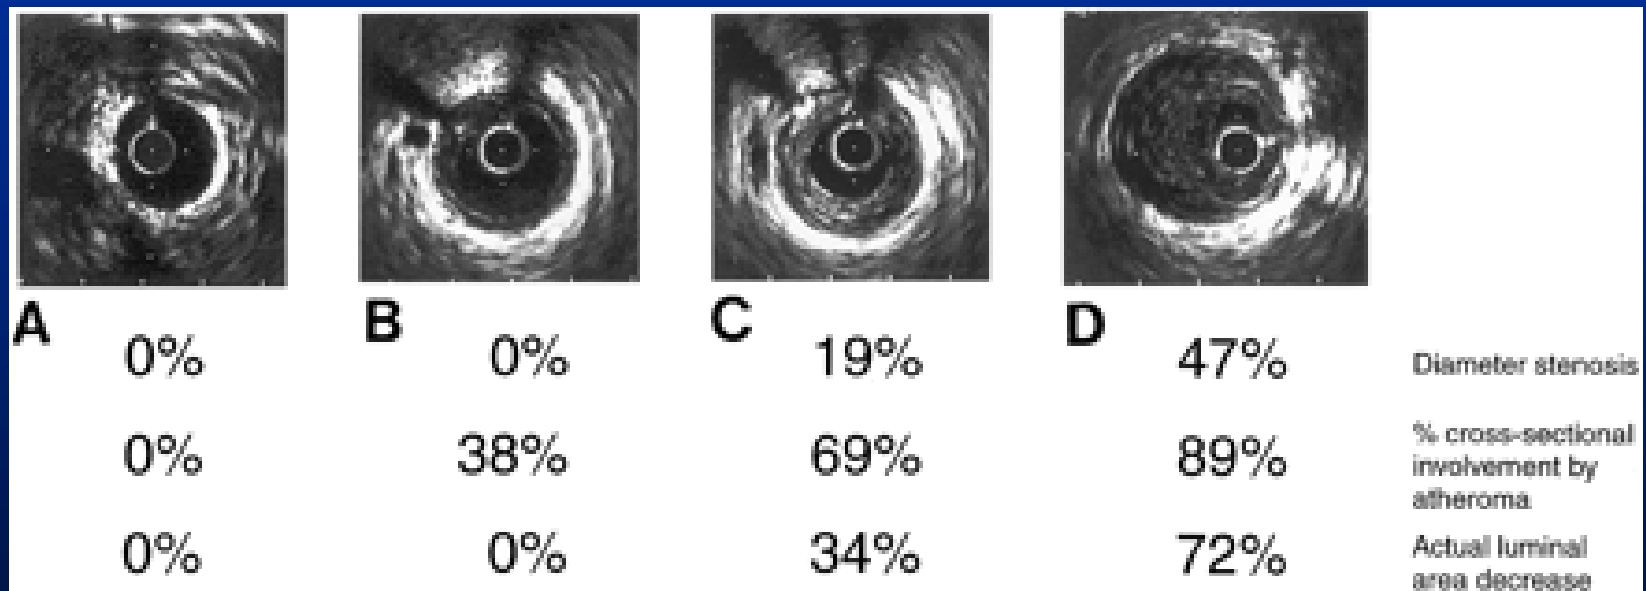 A
B
C
D
0%
0%
19%
47%
Diameter stenosis
0%
38%
69%
89%
% cross-sectional
involvement by
atheroma
0%
0%
34%
72%
Actual luminal
area decrease